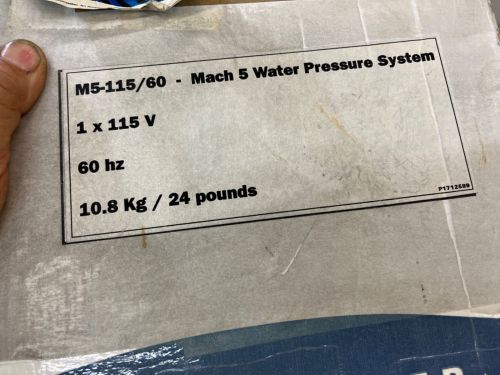 M5-115/60 - Mach 5 Water Pressure System
1 x 115 V
60 hz
10.8 Kg / 24 pounds
P1712589